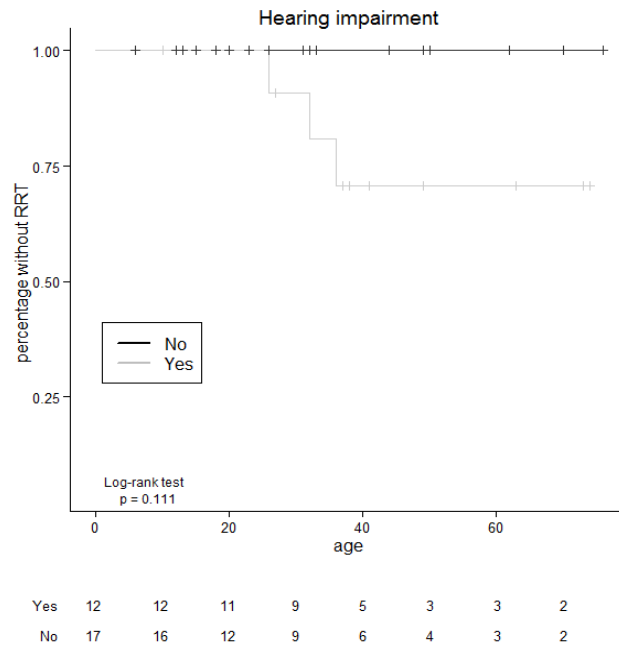 Hearing impairment
percentage without RRT
1.00
0.75
0.50
0.25
No
Yes
Log-rank test
p = 0.111
0 20 40 60
age
Yes 12 12 11 9 5 3 3 2
No 17 16 12 9 6 4 3 2